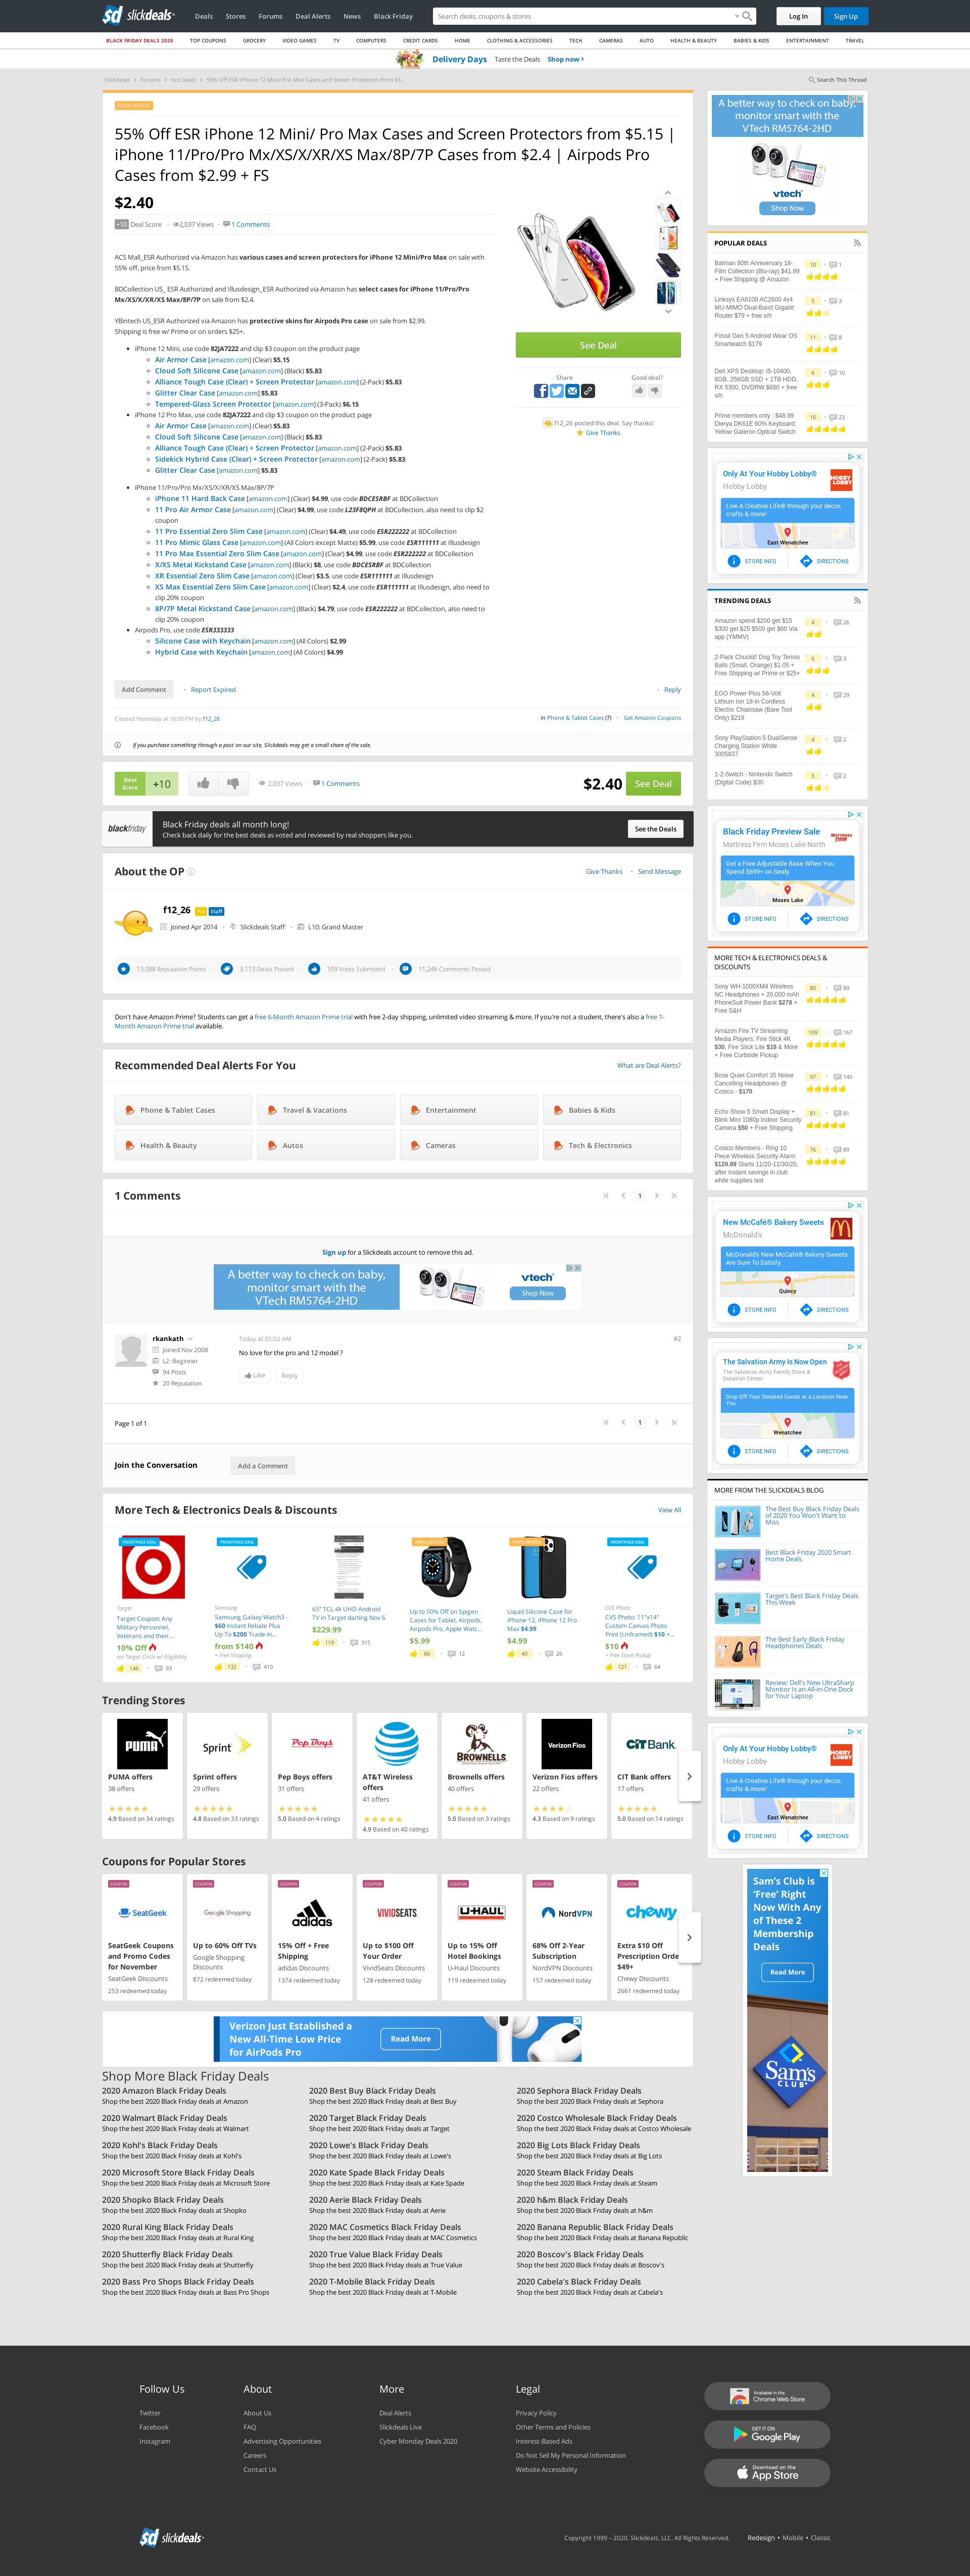 slickdeals
Deals
Stores
Forums
Deal Alerts
News
Black Friday
Search deals, coupons & stores
Log In
Sign Up
BLACK FRIDAY DEALS 2020
TOP COUPONS
GROCERY
VIDEO GAMES
TV
COMPUTERS
CREDIT CARDS
HOME
CLOTHING & ACCESSORIES
TECH
CAMERAS
AUTO
HEALTH & BEAUTY
BABIES & KIDS
ENTERTAINMENT
TRAVEL
Delivery Days Taste the Deals Shop now >
Slickdeals > Forums > Hot Deals > 55% Off ESR iPhone 12 Mini/ Pro Max Cases and Screen Protectors from $5...
Search This Thread
POPULAR DEAL
55% Off ESR iPhone 12 Mini/ Pro Max Cases and Screen Protectors from $5.15 |
iPhone 11/Pro/Pro Mx/XS/X/XR/XS Max/8P/7P Cases from $2.4 | Airpods Pro
Cases from $2.99 + FS
$2.40
+10 Deal Score · 2,037 Views · 1 Comments
ACS Mall_ESR Authorized via Amazon has various cases and screen protectors for iPhone 12 Mini/Pro Max on sale with
55% off, price from $5.15.
BDCollection US_ ESR Authorized and Illusdesign_ESR Authorized via Amazon has select cases for iPhone 11/Pro/Pro
Mx/XS/X/XR/XS Max/8P/7P on sale from $2.4.
YBintech US_ESR Authorized via Amazon has protective skins for Airpods Pro case on sale from $2.99.
Shipping is free w/ Prime or on orders $25+.
• iPhone 12 Mini, use code 82JA7222 and clip $3 coupon on the product page
Air Armor Case [amazon.com] (Clear) $5.15
Cloud Soft Silicone Case [amazon.com] (Black) $5.83
Alliance Tough Case (Clear) + Screen Protector [amazon.com] (2-Pack) $5.83
Glitter Clear Case [amazon.com] $5.83
Tempered-Glass Screen Protector [amazon.com] (3-Pack) $6.15
• iPhone 12 Pro Max, use code 82JA7222 and clip $3 coupon on the product page
Air Armor Case [amazon.com] (Clear) $5.83
Cloud Soft Silicone Case [amazon.com] (Black) $5.83
Alliance Tough Case (Clear) + Screen Protector [amazon.com] (2-Pack) $5.83
Sidekick Hybrid Case (Clear) + Screen Protector [amazon.com] (2-Pack) $5.83
Glitter Clear Case [amazon.com] $5.83
• iPhone 11/Pro/Pro Mx/XS/X/XR/XS Max/8P/7P
iPhone 11 Hard Back Case [amazon.com] (Clear) $4.99, use code BDCESRBF at BDCollection
11 Pro Air Armor Case [amazon.com] (Clear) $4.99, use code L23F8QPH at BDCollection, also need to clip $2
coupon
11 Pro Essential Zero Slim Case [amazon.com] (Clear) $4.49, use code ESR222222 at BDCollection
11 Pro Mimic Glass Case [amazon.com] (All Colors except Matte) $5.99, use code ESR111111 at Illusdesign
11 Pro Max Essential Zero Slim Case [amazon.com] (Clear) $4.99, use code ESR222222 at BDCollection
X/XS Metal Kickstand Case [amazon.com] (Black) $8, use code BDCESRBF at BDCollection
XR Essential Zero Slim Case [amazon.com] (Clear) $3.5, use code ESR111111 at Illusdesign
XS Max Essential Zero Slim Case [amazon.com] (Clear) $2.4, use code ESR111111 at Illusdesign, also need to
clip 20% coupon
8P/7P Metal Kickstand Case [amazon.com] (Black) $4.79, use code ESR222222 at BDCollection, also need to
clip 20% coupon
• Airpods Pro, use code ESR333333
Silicone Case with Keychain [amazon.com] (All Colors) $2.99
Hybrid Case with Keychain [amazon.com] (All Colors) $4.99
See Deal
Share
Good deal?
f12_26 posted this deal. Say thanks!
Give Thanks
Add Comment · Report Expired
· Reply
Created Yesterday at 10:09 PM by f12_26
in Phone & Tablet Cases (7) · Get Amazon Coupons
If you purchase something through a post on our site, Slickdeals may get a small share of the sale.
Deal
Score
+10
2,037 Views · 1 Comments
$2.40
See Deal
blackfriday
Black Friday deals all month long!
Check back daily for the best deals as voted and reviewed by real shoppers like you.
See the Deals
About the OP
Give Thanks · Send Message
f12_26 Pro Staff
Joined Apr 2014 · Slickdeals Staff · L10: Grand Master
13,088 Reputation Points · 3,113 Deals Posted · 109 Votes Submitted · 11,246 Comments Posted
Don't have Amazon Prime? Students can get a free 6-Month Amazon Prime trial with free 2-day shipping, unlimited video streaming & more. If you're not a student, there's also a free 1-
Month Amazon Prime trial available.
Recommended Deal Alerts For You
What are Deal Alerts?
Phone & Tablet Cases
Travel & Vacations
Entertainment
Babies & Kids
Health & Beauty
Autos
Cameras
Tech & Electronics
1 Comments
1
Sign up for a Slickdeals account to remove this ad.
A better way to check on baby,
monitor smart with the
VTech RM5764-2HD
vtech
Shop Now
rkankath
Joined Nov 2008
L2: Beginner
94 Posts
20 Reputation
Today at 05:02 AM
#2
No love for the pro and 12 model ?
Like
Reply
Page 1 of 1
1
Join the Conversation
Add a Comment
More Tech & Electronics Deals & Discounts
View All
FRONTPAGE DEAL
Target
Target Coupon: Any
Military Personnel,
Veterans and their...
10% Off
via Target Circle w/ Eligibility
146 · 93
FRONTPAGE DEAL
Samsung
Samsung Galaxy Watch3 -
$60 Instant Rebate Plus
Up To $200 Trade-In...
from $140
+ Free Shipping
132 · 410
65" TCL 4k UHD Android
TV in Target darting Nov 6
$229.99
119 · 315
POPULAR DEAL
Up to 50% Off on Spigen
Cases for Tablet, Airpods,
Airpods Pro, Apple Watc...
$5.99
66 · 12
POPULAR DEAL
Liquid Silicone Case for
iPhone 12, iPhone 12 Pro
Max $4.99
$4.99
40 · 26
FRONTPAGE DEAL
CVS Photo
CVS Photo: 11"x14"
Custom Canvas Photo
Print (Unframed) $10 +...
$10
+ Free Store Pickup
121 · 64
Trending Stores
PUMA
PUMA offers
38 offers
4.9 Based on 34 ratings
Sprint
Sprint offers
29 offers
4.8 Based on 33 ratings
Pep Boys
Pep Boys offers
31 offers
5.0 Based on 4 ratings
AT&T Wireless
offers
41 offers
4.9 Based on 40 ratings
BROWNELLS
Brownells offers
40 offers
5.0 Based on 3 ratings
Verizon Fios
Verizon Fios offers
22 offers
4.3 Based on 9 ratings
CIT BANK
CIT Bank offers
17 offers
5.0 Based on 14 ratings
Coupons for Popular Stores
COUPON
SeatGeek
SeatGeek Coupons
and Promo Codes
for November
SeatGeek Discounts
253 redeemed today
COUPON
Google Shopping
Up to 60% Off TVs
Google Shopping
Discounts
872 redeemed today
COUPON
adidas
15% Off + Free
Shipping
adidas Discounts
1374 redeemed today
COUPON
VIVIDSEATS
Up to $100 Off
Your Order
VividSeats Discounts
128 redeemed today
COUPON
U-HAUL
Up to 15% Off
Hotel Bookings
U-Haul Discounts
119 redeemed today
COUPON
NordVPN
68% Off 2-Year
Subscription
NordVPN Discounts
157 redeemed today
COUPON
chewy
Extra $10 Off
Prescription Orde
$49+
Chewy Discounts
2661 redeemed today
Verizon Just Established a
New All-Time Low Price
for AirPods Pro
Read More
Shop More Black Friday Deals
2020 Amazon Black Friday Deals
Shop the best 2020 Black Friday deals at Amazon
2020 Best Buy Black Friday Deals
Shop the best 2020 Black Friday deals at Best Buy
2020 Sephora Black Friday Deals
Shop the best 2020 Black Friday deals at Sephora
2020 Walmart Black Friday Deals
Shop the best 2020 Black Friday deals at Walmart
2020 Target Black Friday Deals
Shop the best 2020 Black Friday deals at Target
2020 Costco Wholesale Black Friday Deals
Shop the best 2020 Black Friday deals at Costco Wholesale
2020 Kohl's Black Friday Deals
Shop the best 2020 Black Friday deals at Kohl's
2020 Lowe's Black Friday Deals
Shop the best 2020 Black Friday deals at Lowe's
2020 Big Lots Black Friday Deals
Shop the best 2020 Black Friday deals at Big Lots
2020 Microsoft Store Black Friday Deals
Shop the best 2020 Black Friday deals at Microsoft Store
2020 Kate Spade Black Friday Deals
Shop the best 2020 Black Friday deals at Kate Spade
2020 Steam Black Friday Deals
Shop the best 2020 Black Friday deals at Steam
2020 Shopko Black Friday Deals
Shop the best 2020 Black Friday deals at Shopko
2020 Aerie Black Friday Deals
Shop the best 2020 Black Friday deals at Aerie
2020 h&m Black Friday Deals
Shop the best 2020 Black Friday deals at h&m
2020 Rural King Black Friday Deals
Shop the best 2020 Black Friday deals at Rural King
2020 MAC Cosmetics Black Friday Deals
Shop the best 2020 Black Friday deals at MAC Cosmetics
2020 Banana Republic Black Friday Deals
Shop the best 2020 Black Friday deals at Banana Republic
2020 Shutterfly Black Friday Deals
Shop the best 2020 Black Friday deals at Shutterfly
2020 True Value Black Friday Deals
Shop the best 2020 Black Friday deals at True Value
2020 Boscov's Black Friday Deals
Shop the best 2020 Black Friday deals at Boscov's
2020 Bass Pro Shops Black Friday Deals
Shop the best 2020 Black Friday deals at Bass Pro Shops
2020 T-Mobile Black Friday Deals
Shop the best 2020 Black Friday deals at T-Mobile
2020 Cabela's Black Friday Deals
Shop the best 2020 Black Friday deals at Cabela's
A better way to check on baby,
monitor smart with the
VTech RM5764-2HD
vtech
Shop Now
POPULAR DEALS
Batman 80th Anniversary 18-
Film Collection (Blu-ray) $41.99
+ Free Shipping @ Amazon
10 · 1
Linksys EA8100 AC2600 4x4
MU-MIMO Dual-Band Gigabit
Router $79 + free s/h
5 · 3
Fossil Gen 5 Android Wear OS
Smartwatch $179
11 · 8
Dell XPS Desktop: i5-10400,
8GB, 256GB SSD + 1TB HDD,
RX 5300, DVDRW $650 + free
s/h
6 · 10
Prime members only : $48.99
Dierya DK61E 60% Keyboard;
Yellow Gateron Optical Switch
16 · 23
Only At Your Hobby Lobby®
Hobby Lobby
HOBBY LOBBY
Live A Creative Life® through your decor,
crafts & more!
East Wenatchee
STORE INFO
DIRECTIONS
TRENDING DEALS
Amazon spend $200 get $15
$300 get $25 $500 get $60 Via
app (YMMV)
4 · 26
2-Pack Chuckit! Dog Toy Tennis
Balls (Small, Orange) $1.05 +
Free Shipping w/ Prime or $25+
6 · 3
EGO Power Plus 56-Volt
Lithium Ion 18-in Cordless
Electric Chainsaw (Bare Tool
Only) $219
4 · 29
Sony PlayStation 5 DualSense
Charging Station White
3005837
4 · 2
1-2-Switch - Nintendo Switch
(Digital Code) $30
5 · 2
Black Friday Preview Sale
Mattress Firm Moses Lake North
Get a Free Adjustable Base When You
Spend $699+ on Sealy.
Moses Lake
STORE INFO
DIRECTIONS
MORE TECH & ELECTRONICS DEALS &
DISCOUNTS
Sony WH-1000XM4 Wireless
NC Headphones + 20,000 mAh
PhoneSuit Power Bank $278 +
Free S&H
80 · 89
Amazon Fire TV Streaming
Media Players: Fire Stick 4K
$30, Fire Stick Lite $18 & More
+ Free Curbside Pickup
109 · 167
Bose Quiet Comfort 35 Noise
Cancelling Headphones @
Costco - $170
97 · 140
Echo Show 5 Smart Display +
Blink Mini 1080p Indoor Security
Camera $50 + Free Shipping
81 · 81
Costco Members - Ring 10
Piece Wireless Security Alarm
$129.99 Starts 11/20-11/30/20,
after instant savings in club
while supplies last
76 · 89
New McCafé® Bakery Sweets
McDonald's
McDonald's New McCafé® Bakery Sweets
Are Sure To Satisfy.
Quincy
STORE INFO
DIRECTIONS
The Salvation Army Is Now Open
The Salvation Army Family Store &
Donation Center
Drop Off Your Donated Goods at a Location Near
You
Wenatchee
STORE INFO
DIRECTIONS
MORE FROM THE SLICKDEALS BLOG
The Best Buy Black Friday Deals
of 2020 You Won't Want to
Miss
Best Black Friday 2020 Smart
Home Deals
Target's Best Black Friday Deals
This Week
The Best Early Black Friday
Headphones Deals
Review: Dell's New UltraSharp
Monitor Is an All-in-One Dock
for Your Laptop
Only At Your Hobby Lobby®
Hobby Lobby
HOBBY LOBBY
Live A Creative Life® through your decor,
crafts & more!
East Wenatchee
STORE INFO
DIRECTIONS
Sam's Club is
'Free' Right
Now With Any
of These 2
Membership
Deals
Read More
Sam's
CLUB
Follow Us
Twitter
Facebook
Instagram
About
About Us
FAQ
Advertising Opportunities
Careers
Contact Us
More
Deal Alerts
Slickdeals Live
Cyber Monday Deals 2020
Legal
Privacy Policy
Other Terms and Policies
Interest-Based Ads
Do Not Sell My Personal Information
Website Accessibility
Available in the
Chrome Web Store
GET IT ON
Google Play
Download on the
App Store
slickdeals
Copyright 1999 – 2020. Slickdeals, LLC. All Rights Reserved.
Redesign • Mobile • Classic